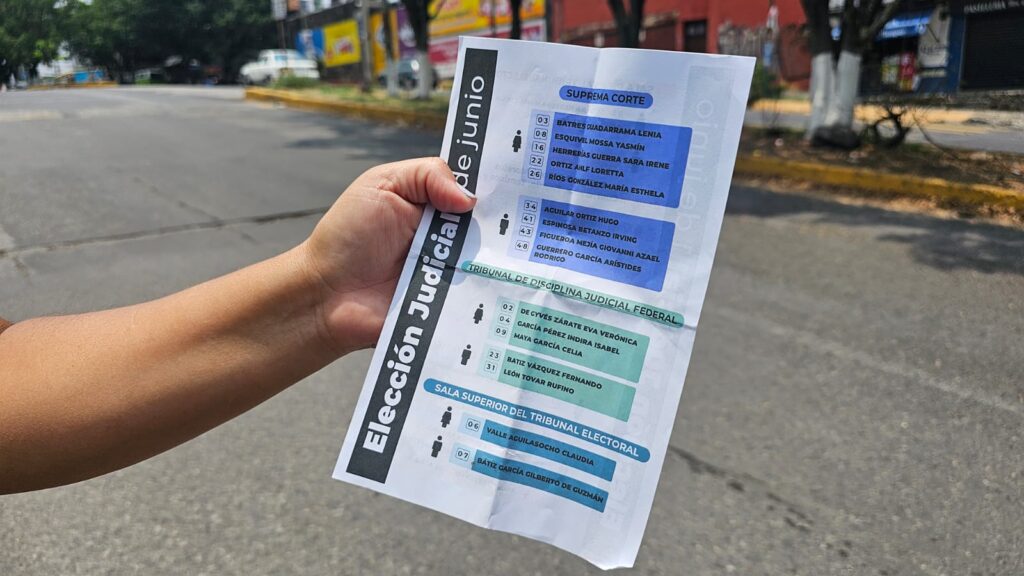 Elección Judicial de junio
SUPREMA CORTE
03 BATRES GUADARRAMA LENIA
08 ESQUIVEL MOSSA YASMÍN
16 HERRERÍAS GUERRA SARA IRENE
22 ORTIZ AHLF LORETTA
26 RÍOS GONZÁLEZ MARÍA ESTHELA
34 AGUILAR ORTIZ HUGO
41 ESPINOSA BETANZO IRVING
43 FIGUEROA MEJÍA GIOVANNI AZAEL
48 GUERRERO GARCÍA ARÍSTIDES
RODRIGO
TRIBUNAL DE DISCIPLINA JUDICIAL FEDERAL
02 DE GYVÉS ZÁRATE EVA VERÓNICA
04 GARCÍA PÉREZ INDIRA ISABEL
09 MAYA GARCÍA CELIA
23 BATIZ VÁZQUEZ FERNANDO
31 LEÓN TOVAR RUFINO
SALA SUPERIOR DEL TRIBUNAL ELECTORAL
06 VALLE AGUILASOCHO CLAUDIA
07 BÁTIZ GARCÍA GILBERTO DE GUZMÁN